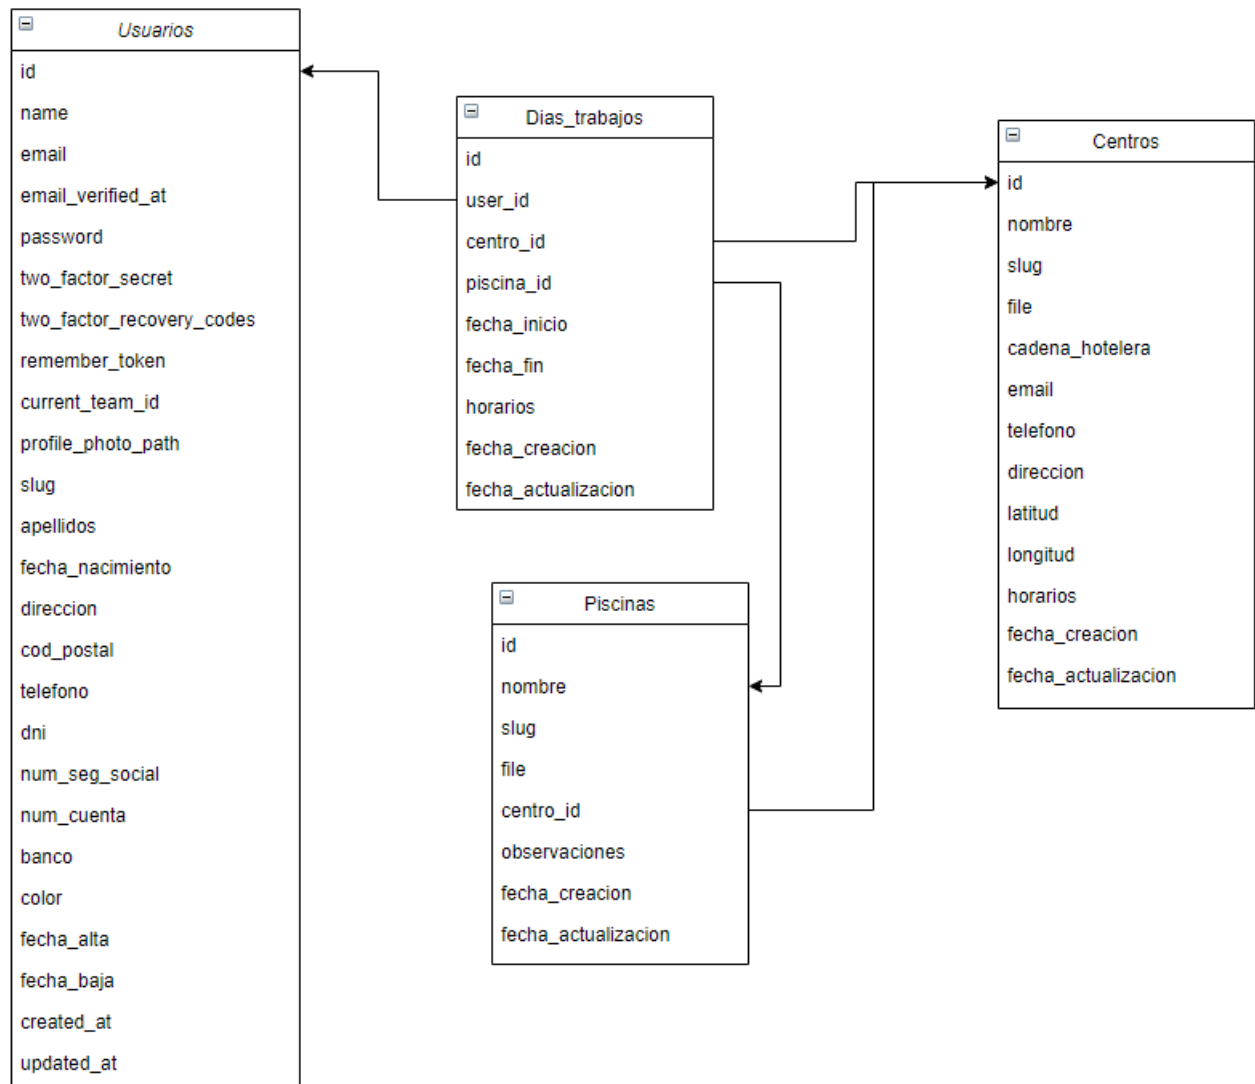 Usuarios
id
name
email
email_verified_at
password
two_factor_secret
two_factor_recovery_codes
remember_token
current_team_id
profile_photo_path
slug
apellidos
fecha_nacimiento
direccion
cod_postal
telefono
dni
num_seg_social
num_cuenta
banco
color
fecha_alta
fecha_baja
created_at
updated_at
Dias_trabajos
id
user_id
centro_id
piscina_id
fecha_inicio
fecha_fin
horarios
fecha_creacion
fecha_actualizacion
Piscinas
id
nombre
slug
file
centro_id
observaciones
fecha_creacion
fecha_actualizacion
Centros
id
nombre
slug
file
cadena_hotelera
email
telefono
direccion
latitud
longitud
horarios
fecha_creacion
fecha_actualizacion